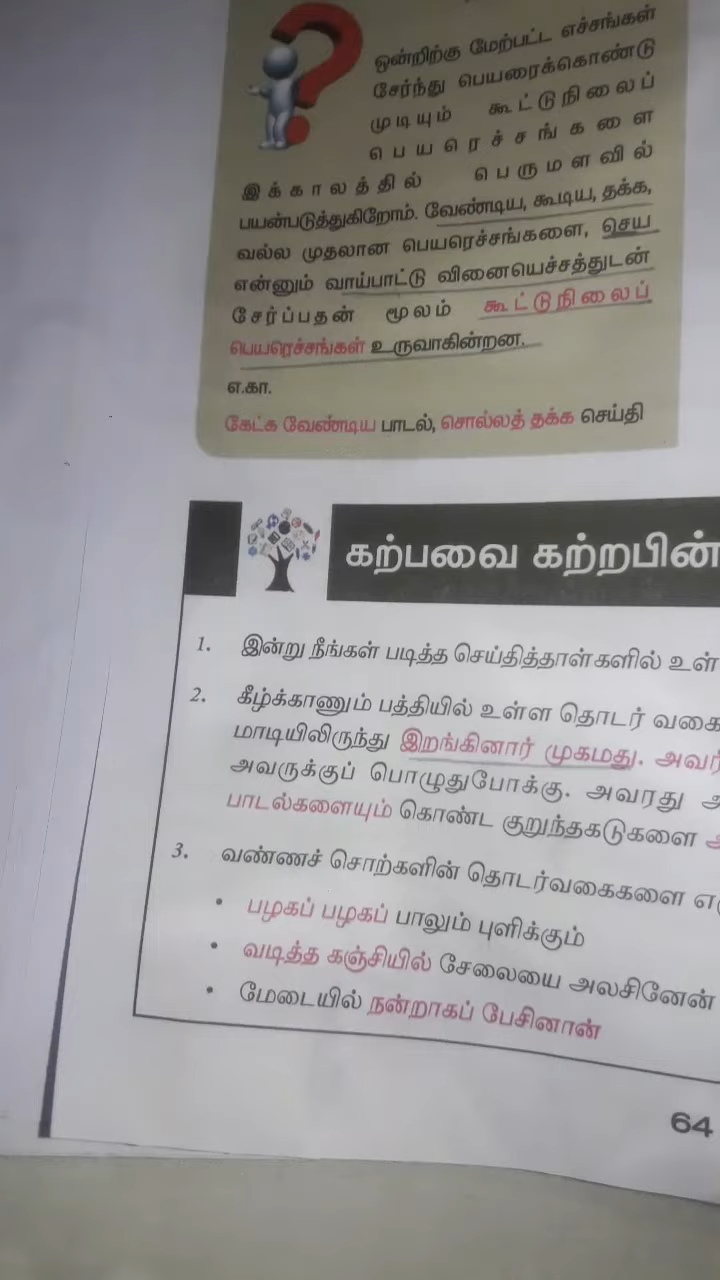 ஒன்றிற்கு மேற்பட்ட எச்சங்கள்
சேர்ந்து பெயரைக்கொண்டு
முடியும் கூட்டுநிலைப்
பெயரெச்சங்களை
இக்காலத்தில் பெருமளவில்
பயன்படுத்துகிறோம். வேண்டிய, கூடிய, தக்க,
வல்ல முதலான பெயரெச்சங்களை, செய
என்னும் வாய்பாட்டு வினையெச்சத்துடன்
சேர்ப்பதன் மூலம் கூட்டுநிலைப்
பெயரெச்சங்கள் உருவாகின்றன.
எ.கா.
கேட்க வேண்டிய பாடல், சொல்லத் தக்க செய்தி
கற்பவை கற்றபின்
1. இன்று நீங்கள் படித்த செய்தித்தாள்களில் உள்
2. கீழ்க்காணும் பத்தியில் உள்ள தொடர் வகை
மாடியிலிருந்து இறங்கினார் முகமது. அவர்
அவருக்குப் பொழுதுபோக்கு. அவரது
பாடல்களையும் கொண்ட குறுந்தகடுகளை
3. வண்ணச் சொற்களின் தொடர்வகைகளை
• பழகப் பழகப் பாலும் புளிக்கும்
• வடித்த கஞ்சியில் சேலையை அலசினேன்
• மேடையில் நன்றாகப் பேசினான்
64